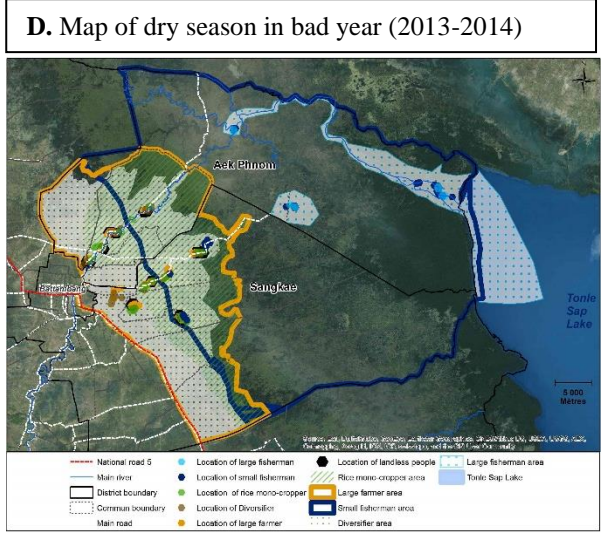 D. Map of dry season in bad year (2013-2014)
Aek Phnom
Battambang
Sangkae
Tonle
Sap
Lake
5 000
Metres
National road 5
Main river
District boundary
Commun boundary
Main road
Location of large fisherman
Location of small fisherman
Location of rice mono-cropper
Location of Diversifier
Location of large farmer
Location of landless people
Rice mono-cropper area
Large farmer area
Small fisherman area
Diversifier area
Large fisherman area
Tonle Sap Lake